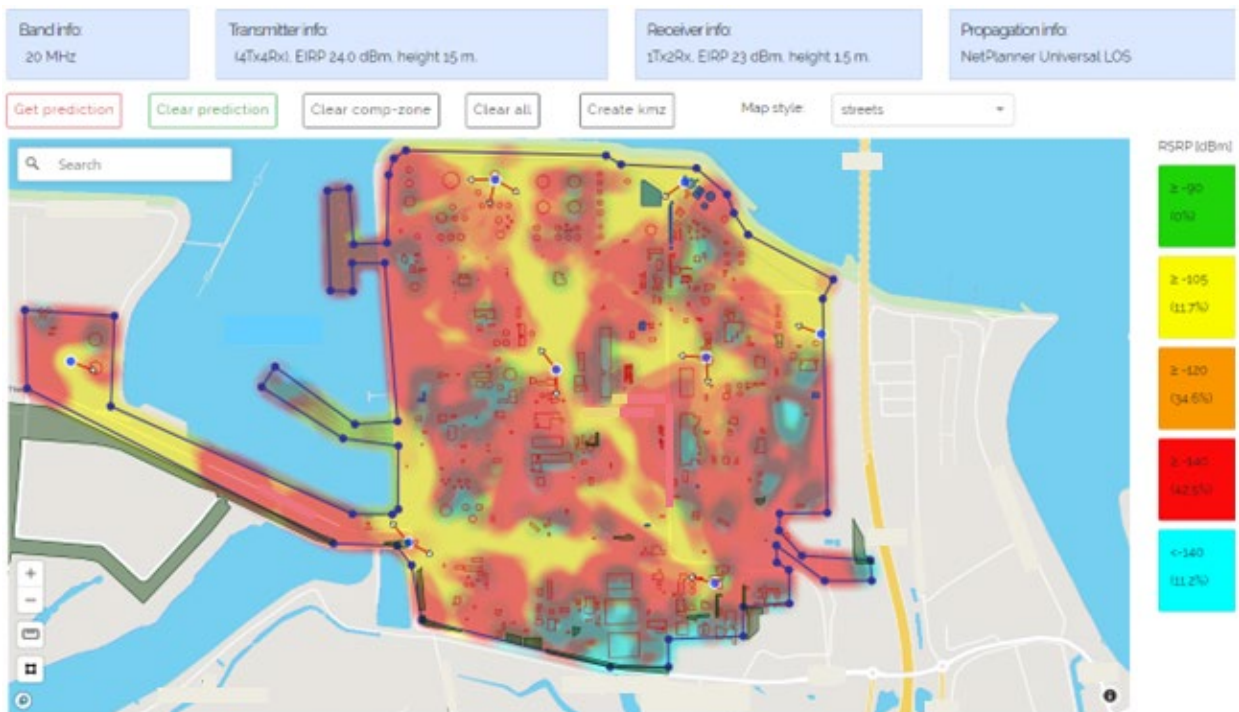 Band info:
20 MHz
Transmitter info:
(4Tx4Rx), EIRP 24.0 dBm, height 15 m.
Receiver info:
1Tx2Rx, EIRP 23 dBm, height 1.5 m.
Propagation info:
NetPlanner Universal LOS
Get prediction
Clear prediction
Clear comp-zone
Clear all
Create kmz
Map style:
streets
Search
RSRP [dBm]
≥ -90
(0%)
≥ -105
(11.7%)
≥ -120
(34.6%)
≥ -140
(42.5%)
<-140
(11.2%)